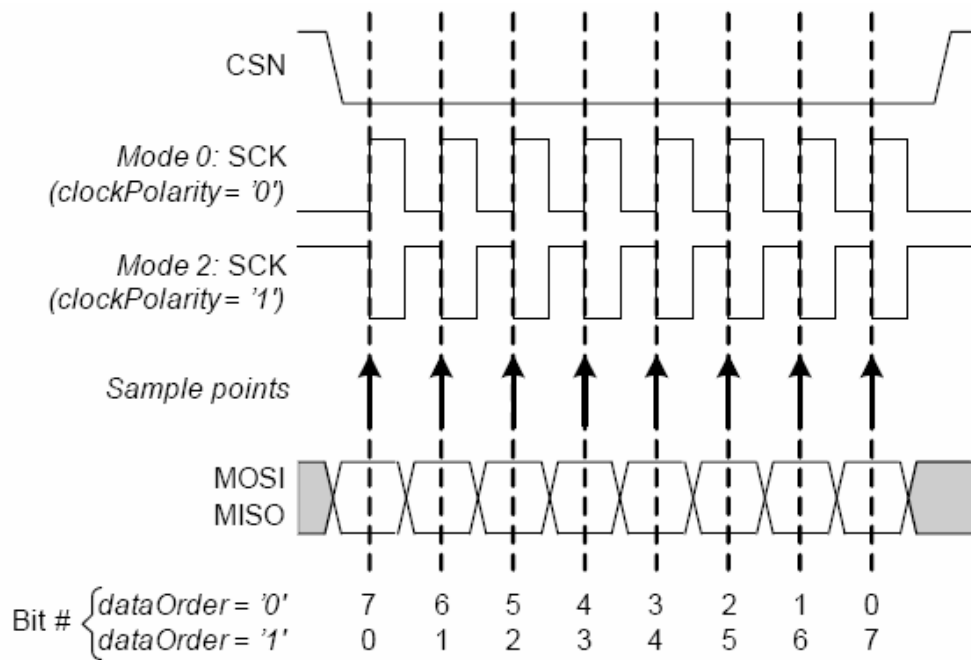 CSN
Mode 0: SCK
(clockPolarity = '0')
Mode 2: SCK
(clockPolarity = '1')
Sample points
MOSI
MISO
Bit # { dataOrder = '0' 7 6 5 4 3 2 1 0
dataOrder = '1' 0 1 2 3 4 5 6 7